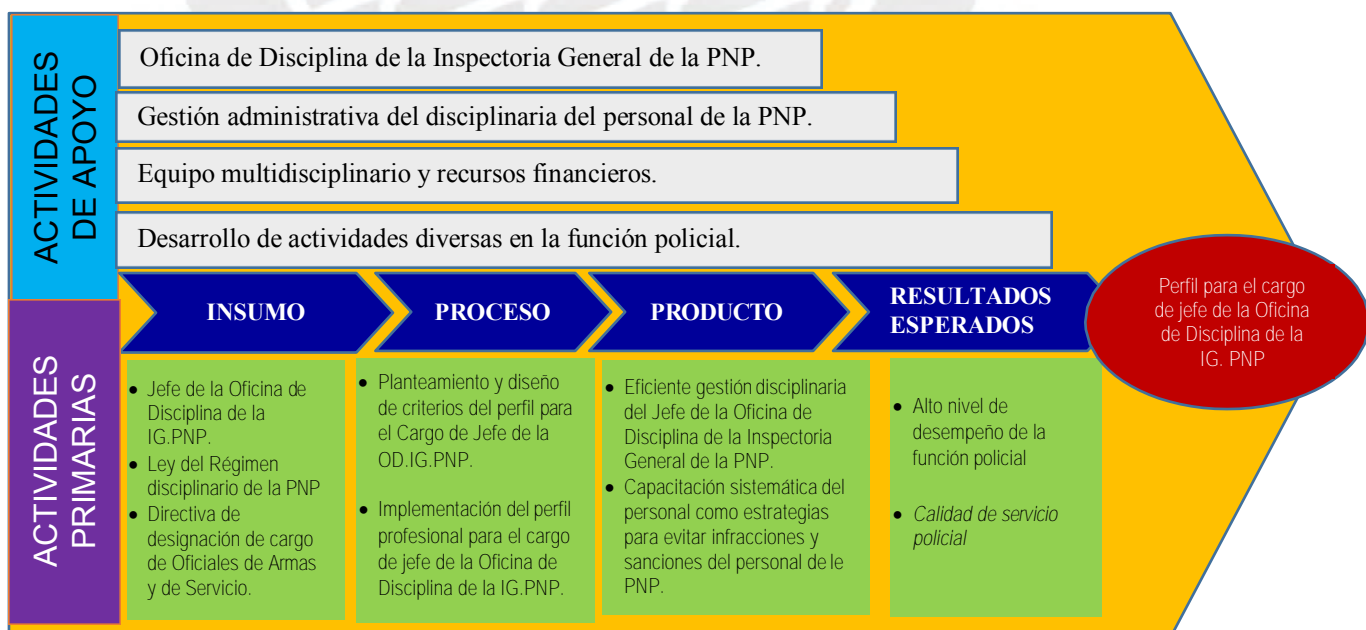 ACTIVIDADES
DE APOYO
Oficina de Disciplina de la Inspectoria General de la PNP.
Gestión administrativa del disciplinaria del personal de la PNP.
Equipo multidisciplinario y recursos financieros.
Desarrollo de actividades diversas en la función policial.
ACTIVIDADES
PRIMARIAS
INSUMO
PROCESO
PRODUCTO
RESULTADOS
ESPERADOS
• Jefe de la Oficina de
Disciplina de la
IG.PNP.
• Ley del Régimen
disciplinario de la PNP
• Directiva de
designación de cargo
de Oficiales de Armas
y de Servicio.
• Planteamiento y diseño
de criterios del perfil para
el Cargo de Jefe de la
OD.IG.PNP.
• Implementación del perfil
profesional para el cargo
de jefe de la Oficina de
Disciplina de la IG.PNP.
• Eficiente gestión disciplinaria
del Jefe de la Oficina de
Disciplina de la Inspectoria
General de la PNP.
• Capacitación sistemática del
personal como estrategias
para evitar infracciones y
sanciones del personal de le
PNP.
• Alto nivel de
desempeño de la
función policial
• Calidad de servicio
policial
Perfil para el cargo
de jefe de la Oficina
de Disciplina de la
IG. PNP